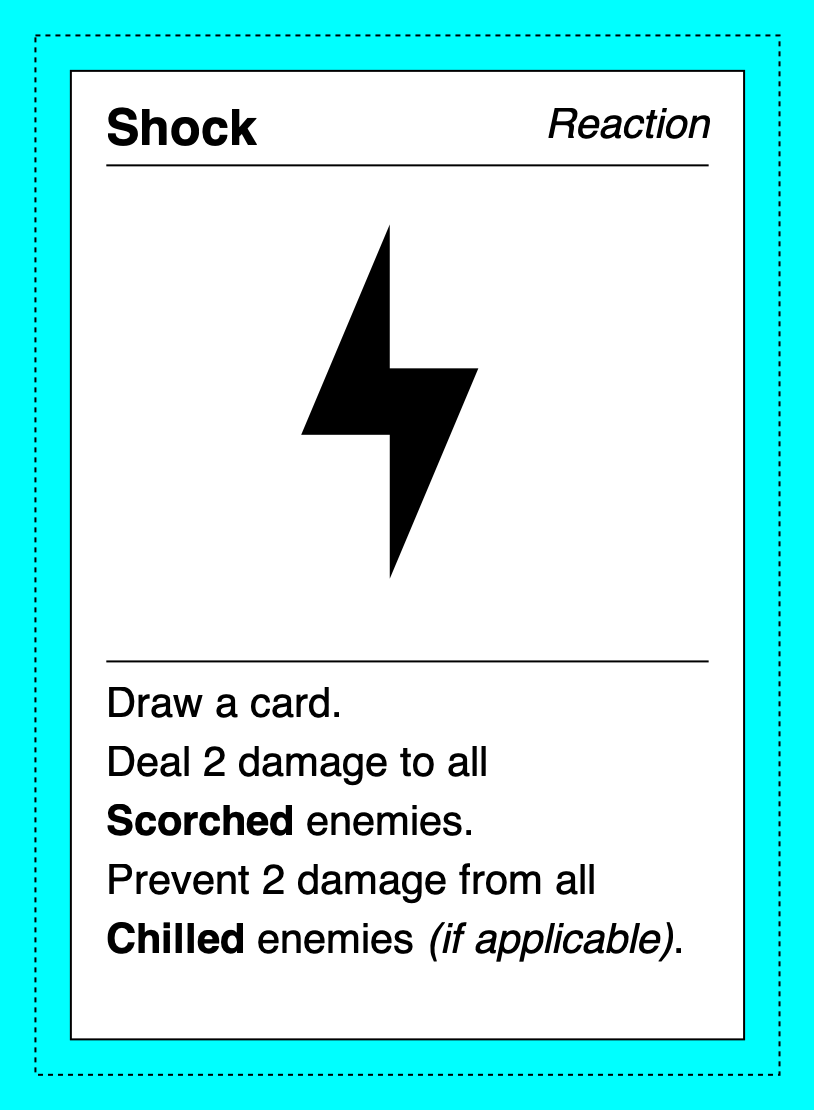 Shock
Reaction
Draw a card.
Deal 2 damage to all
Scorched enemies.
Prevent 2 damage from all
Chilled enemies (if applicable).